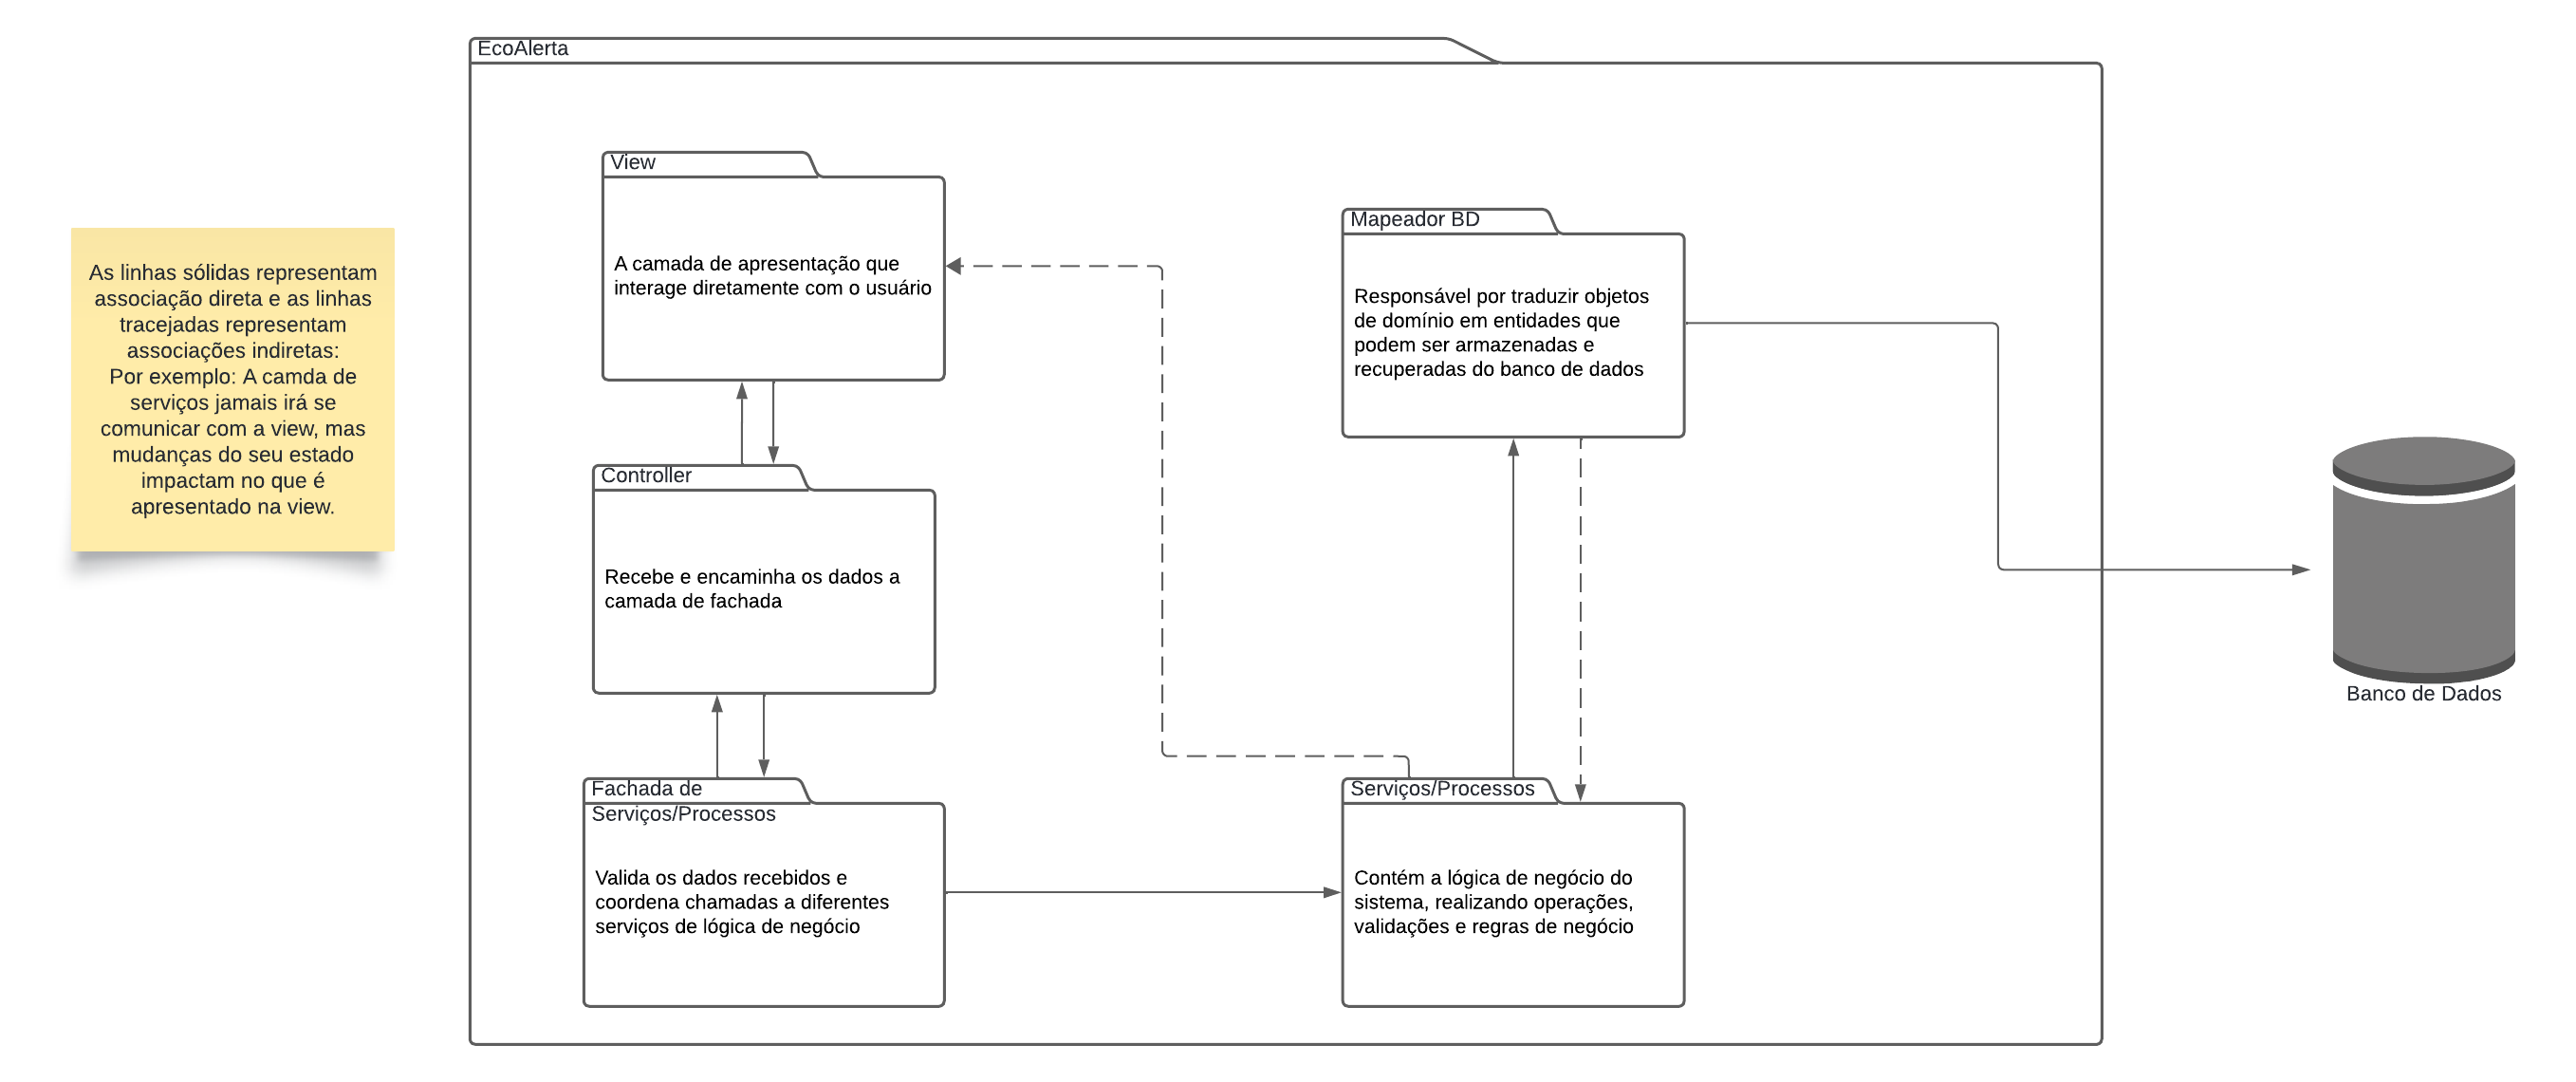 EcoAlerta
As linhas sólidas representam
associação direta e as linhas
tracejadas representam
associações indiretas:
Por exemplo: A camda de
serviços jamais irá se
comunicar com a view, mas
mudanças do seu estado
impactam no que é
apresentado na view.
View
A camada de apresentação que
interage diretamente com o usuário
Mapeador BD
Responsável por traduzir objetos
de domínio em entidades que
podem ser armazenadas e
recuperadas do banco de dados
Controller
Recebe e encaminha os dados a
camada de fachada
Banco de Dados
Fachada de
Serviços/Processos
Valida os dados recebidos e
coordena chamadas a diferentes
serviços de lógica de negócio
Serviços/Processos
Contém a lógica de negócio do
sistema, realizando operações,
validações e regras de negócio